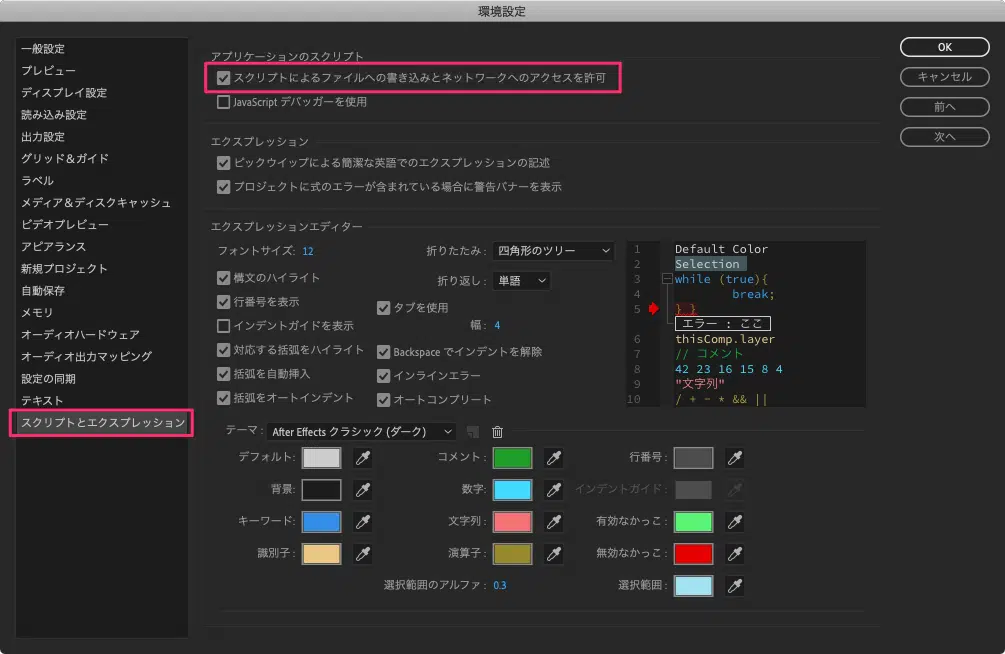 環境設定
一般設定
プレビュー
ディスプレイ設定
読み込み設定
出力設定
グリッド＆ガイド
ラベル
メディア＆ディスクキャッシュ
ビデオプレビュー
アピアランス
新規プロジェクト
自動保存
メモリ
オーディオハードウェア
オーディオ出力マッピング
設定の同期
テキスト
スクリプトとエクスプレッション
アプリケーションのスクリプト
スクリプトによるファイルへの書き込みとネットワークへのアクセスを許可
JavaScript デバッガーを使用
エクスプレッション
ピックウイップによる簡潔な英語でのエクスプレッションの記述
プロジェクトに式のエラーが含まれている場合に警告バナーを表示
エクスプレッションエディター
フォントサイズ: 12
折りたたみ: 四角形のツリー
構文のハイライト
折り返し: 単語
行番号を表示
タブを使用
インデントガイドを表示
幅: 4
対応する括弧をハイライト
Backspace でインデントを解除
括弧を自動挿入
インラインエラー
括弧をオートインデント
オートコンプリート
1 Default Color
2 Selection
3 while (true){
4 break;
5 } }
エラー : ここ
6 thisComp.layer
7 // コメント
8 42 23 16 15 8 4
9 "文字列"
10 / + - * && ||
テーマ: After Effects クラシック (ダーク)
デフォルト: コメント: 行番号:
背景: 数字: インデントガイド:
キーワード: 文字列: 有効なかっこ:
識別子: 演算子: 無効なかっこ:
選択範囲のアルファ: 0.3 選択範囲:
OK
キャンセル
前へ
次へ